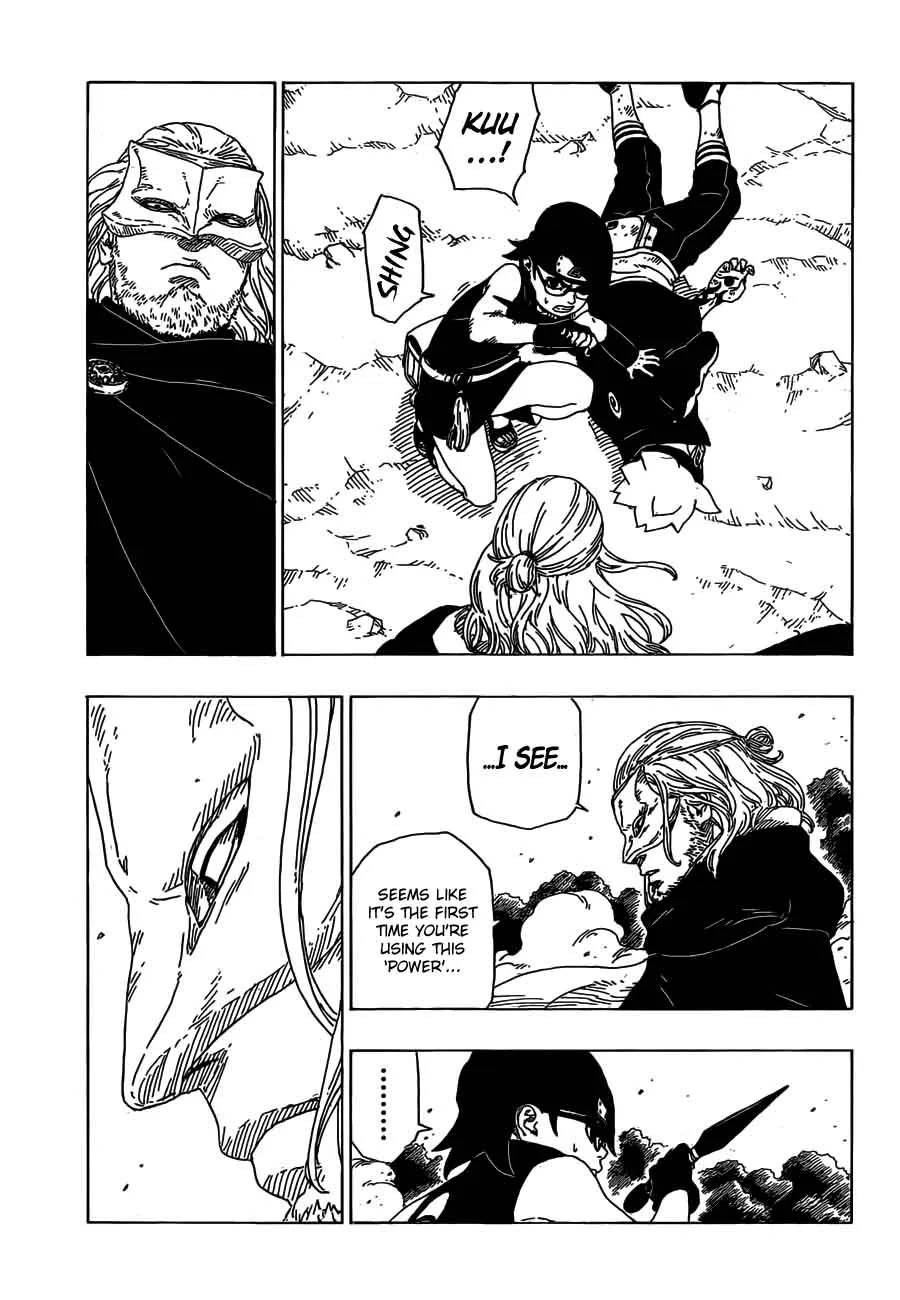 KUU
...!
SHING
...I SEE...
SEEMS LIKE
IT'S THE FIRST
TIME YOU'RE
USING THIS
'POWER'...
.........